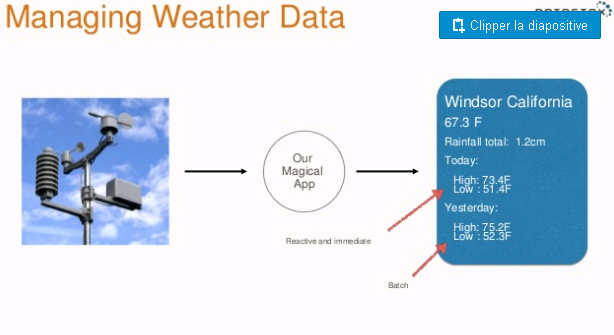 Managing Weather Data
Clipper la diapositive
Windsor California
67.3 F
Rainfall total: 1.2cm
Today:
High: 73.4F
Low : 51.4F
Yesterday:
High: 75.2F
Low : 52.3F
Our
Magical
App
Reactive and immediate
Batch